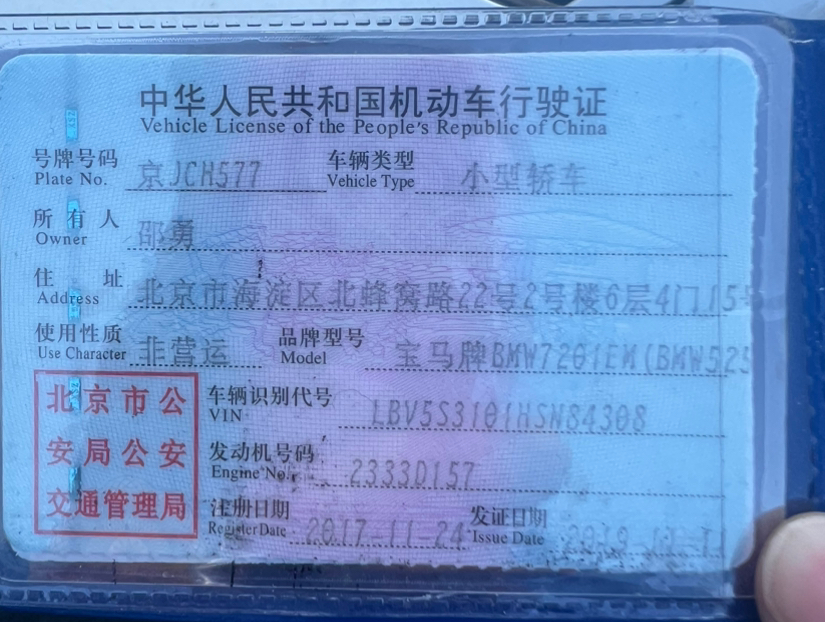 中华人民共和国机动车行驶证
Vehicle License of the People's Republic of China
号牌号码 京JCH577 车辆类型 小型轿车
Plate No. Vehicle Type
所有人 邵勇
Owner
住址 北京市海淀区北蜂窝路22号2号楼6层4门15号
Address
使用性质 非营运 品牌型号 宝马牌BMW7201EM(BMW525
Use Character Model
北京市公
安局公安
交通管理局
车辆识别代号 LBV5S3101HSN84308
VIN
发动机号码 2333D157
Engine No.
注册日期 2017-11-24 发证日期
Register Date Issue Date